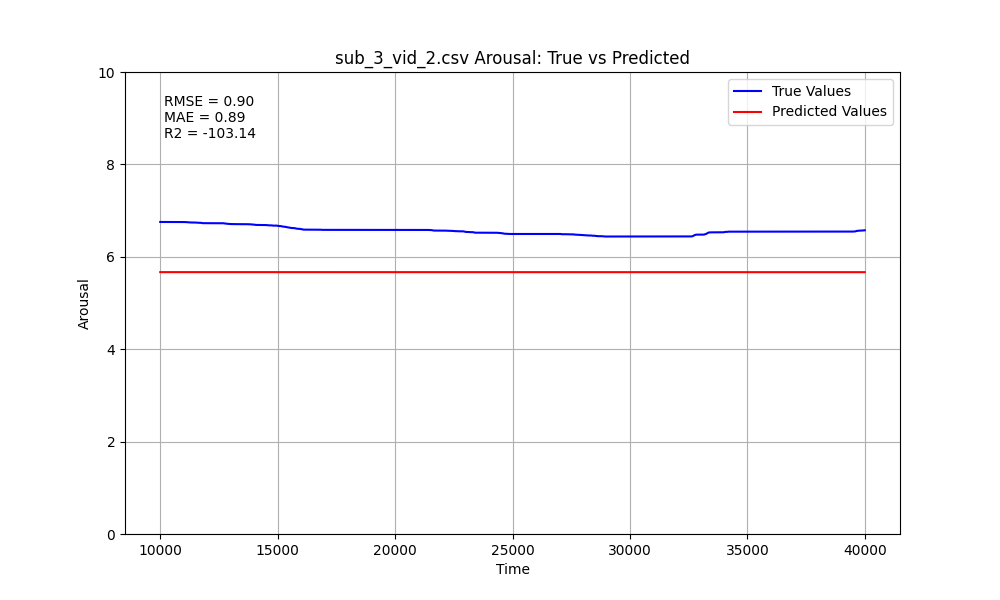 sub_3_vid_2.csv Arousal: True vs Predicted
RMSE = 0.90
MAE = 0.89
R2 = -103.14
True Values
Predicted Values
10
8
6
4
2
0
Arousal
10000 15000 20000 25000 30000 35000 40000
Time